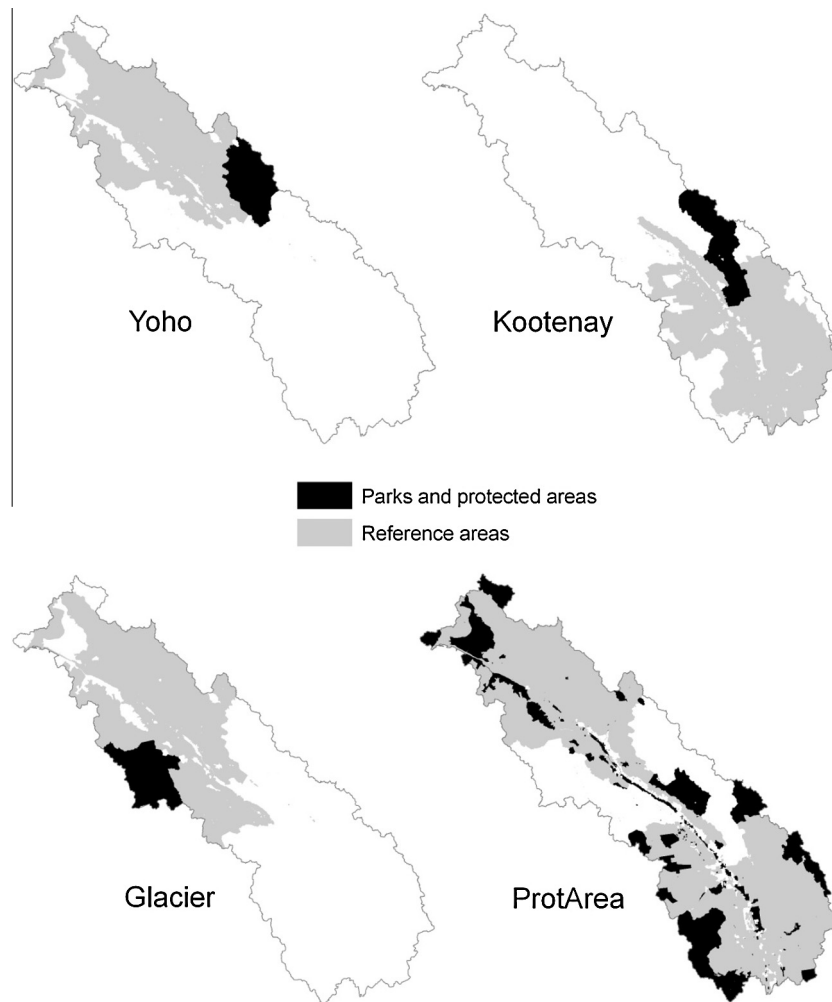 Yoho
Kootenay
Parks and protected areas
Reference areas
Glacier
ProtArea